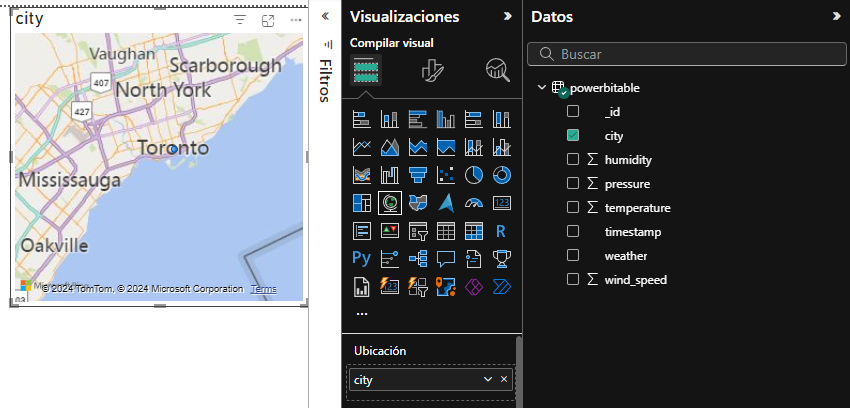 city
Vaughan
Scarborough
407
North York
427
Toronto
Mississauga
Oakville
© 2024 TomTom, © 2024 Microsoft Corporation Terms
Filtros
Visualizaciones
Compilar visual
123
R
Py
123
...
Ubicación
city
Datos
Buscar
powerbitable
_id
city
humidity
pressure
temperature
timestamp
weather
wind_speed